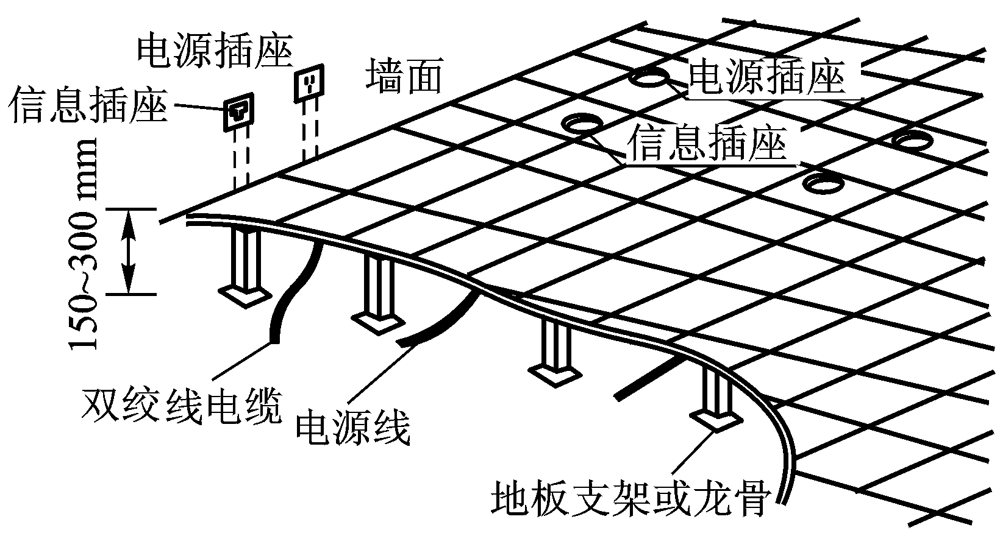 电源插座
墙面
电源插座
信息插座
信息插座
150~300 mm
双绞线电缆
电源线
地板支架或龙骨